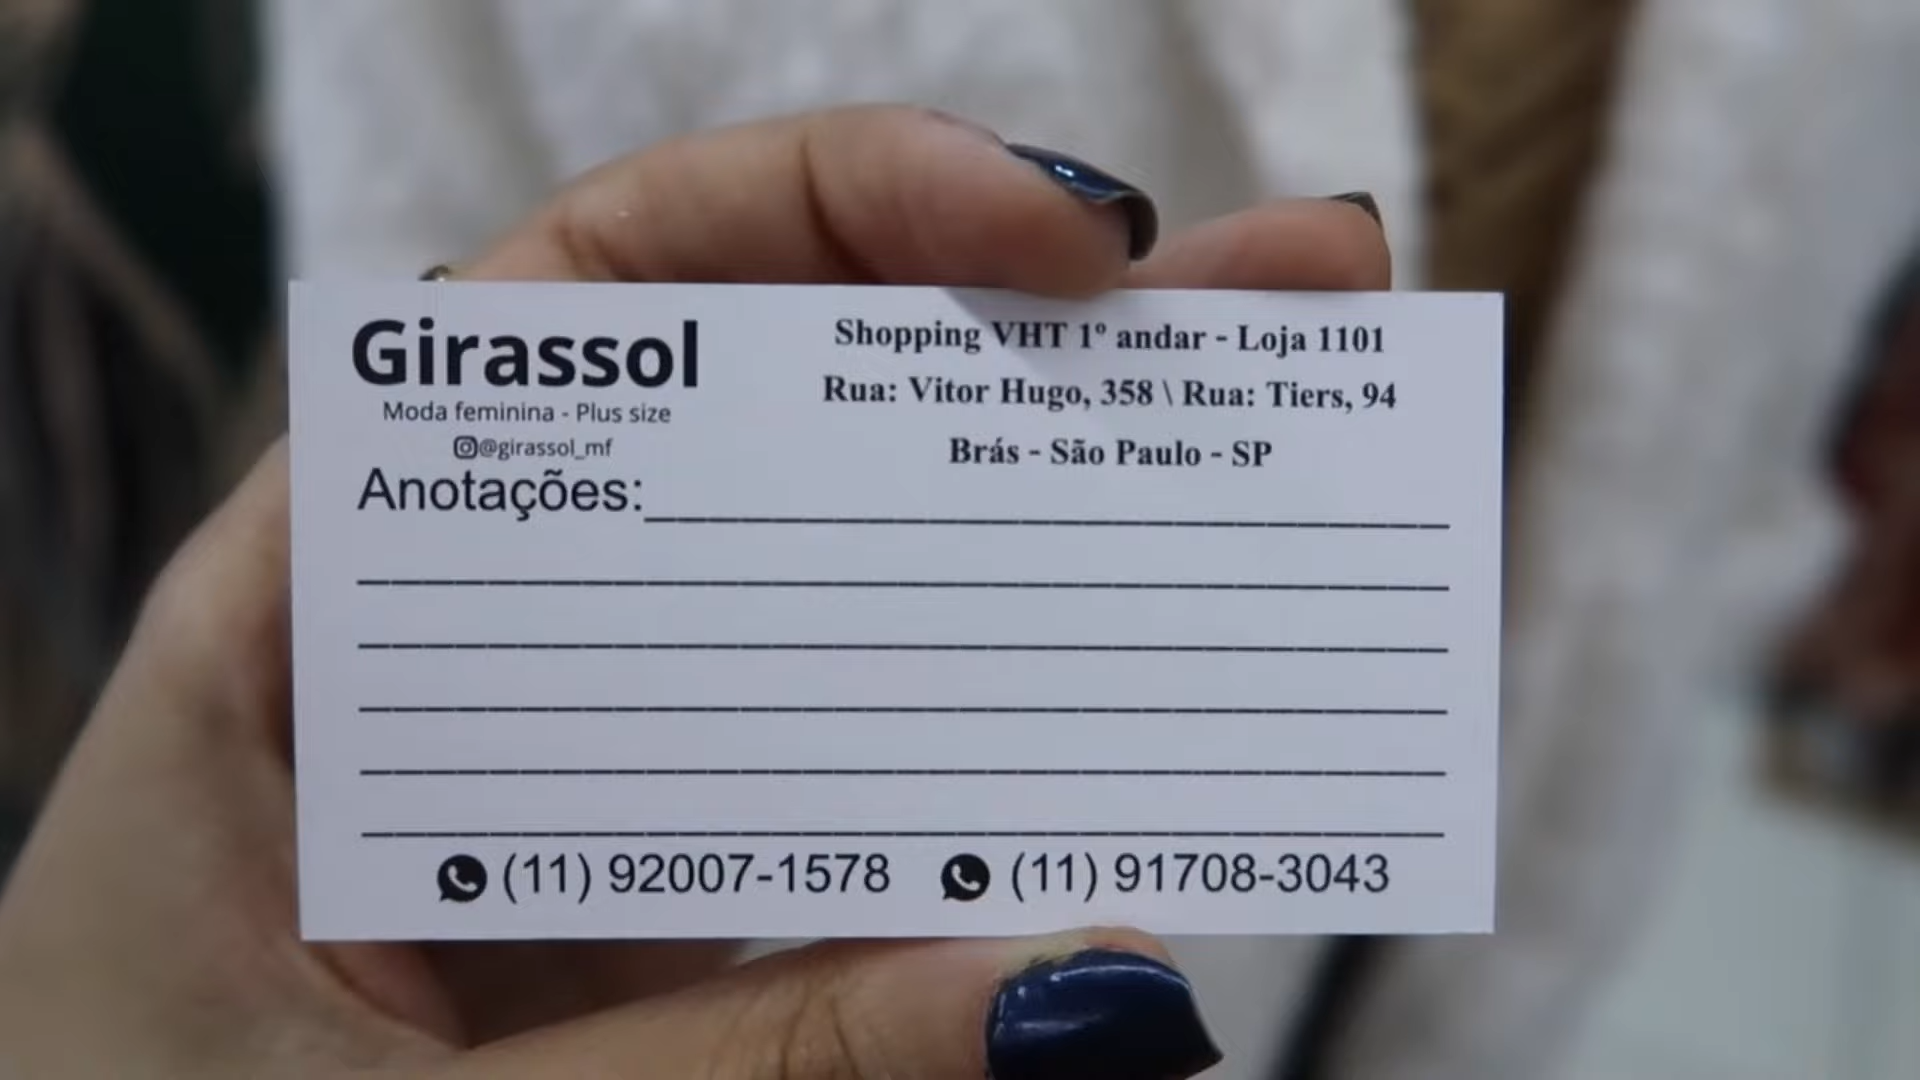 Girassol
Moda feminina - Plus size
@girassol_mf
Shopping VHT 1º andar - Loja 1101
Rua: Vitor Hugo, 358 \ Rua: Tiers, 94
Brás - São Paulo - SP
Anotações:
(11) 92007-1578 (11) 91708-3043